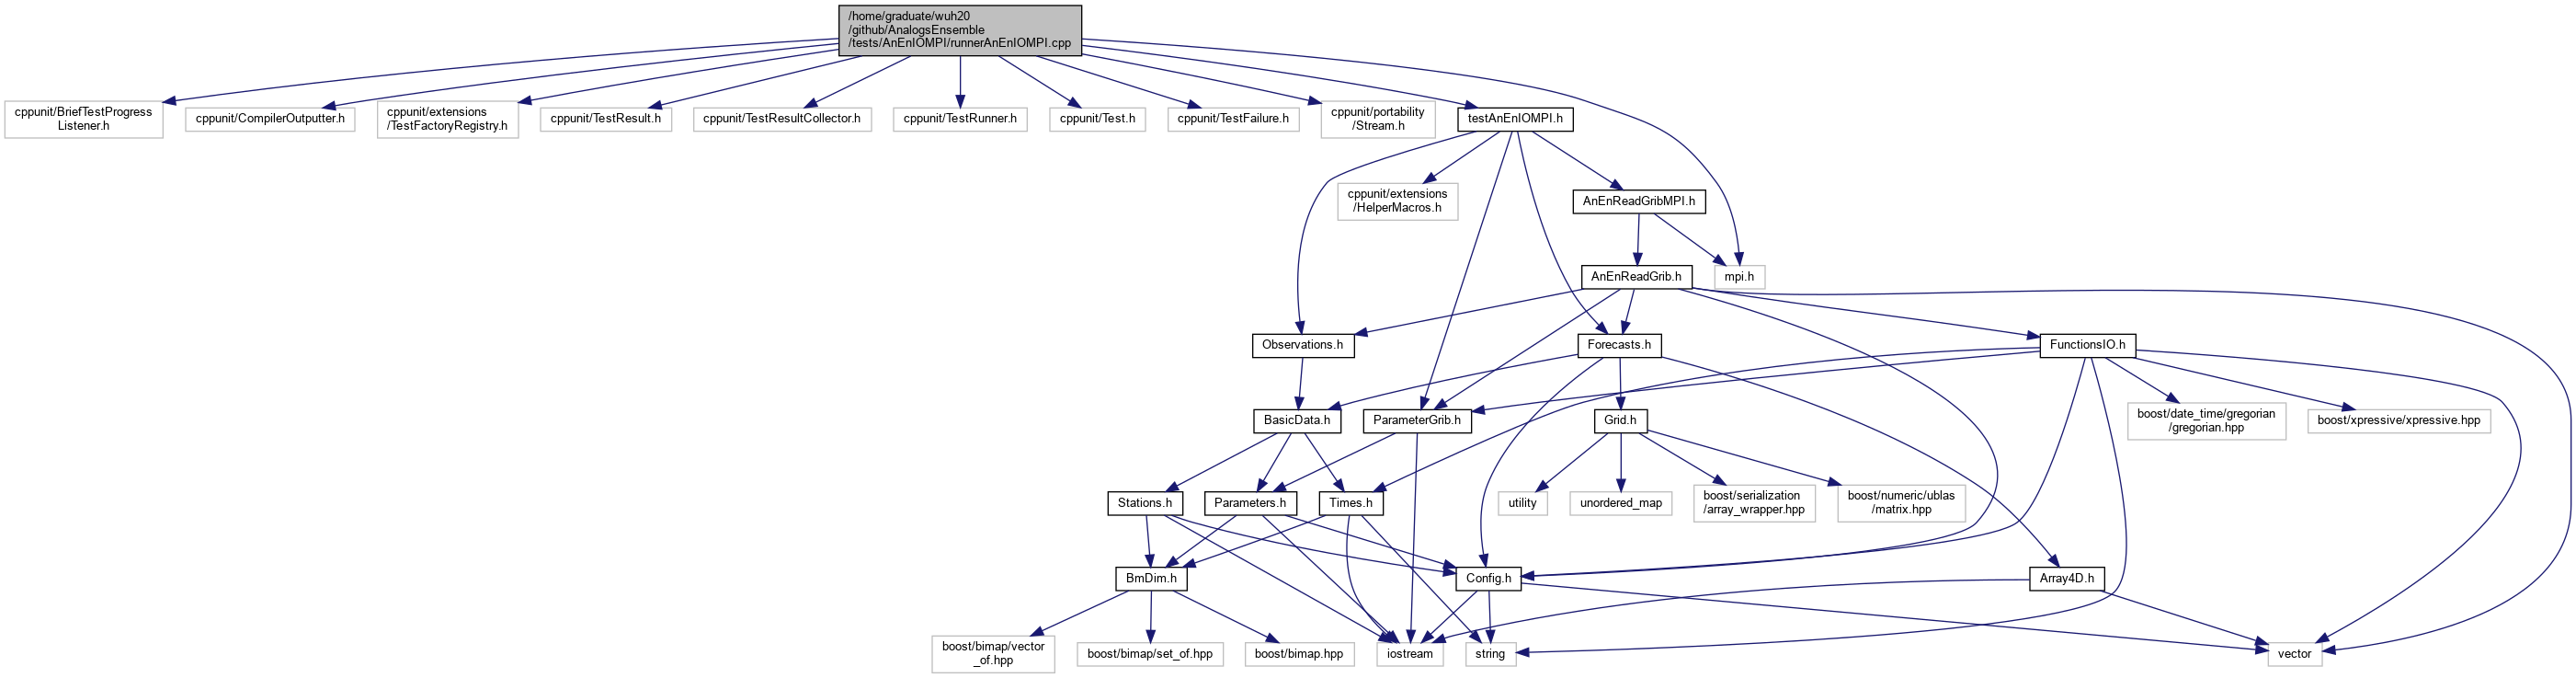 /home/graduate/wuh20
/github/AnalogsEnsemble
/tests/AnEnIOMPI/runnerAnEnIOMPI.cpp
cppunit/BriefTestProgress
Listener.h
cppunit/CompilerOutputter.h
cppunit/extensions
/TestFactoryRegistry.h
cppunit/TestResult.h
cppunit/TestResultCollector.h
cppunit/TestRunner.h
cppunit/Test.h
cppunit/TestFailure.h
cppunit/portability
/Stream.h
testAnEnIOMPI.h
cppunit/extensions
/HelperMacros.h
AnEnReadGribMPI.h
AnEnReadGrib.h
mpi.h
Observations.h
Forecasts.h
FunctionsIO.h
BasicData.h
ParameterGrib.h
Grid.h
boost/date_time/gregorian
/gregorian.hpp
boost/xpressive/xpressive.hpp
Stations.h
Parameters.h
Times.h
utility
unordered_map
boost/serialization
/array_wrapper.hpp
boost/numeric/ublas
/matrix.hpp
BmDim.h
Config.h
Array4D.h
boost/bimap/vector
_of.hpp
boost/bimap/set_of.hpp
boost/bimap.hpp
iostream
string
vector